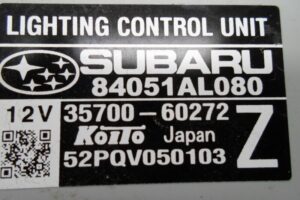 LIGHTING CONTROL UNIT
SUBARU
84051AL080
12V 35700-60272
KOITO Japan Z
52PQV050103